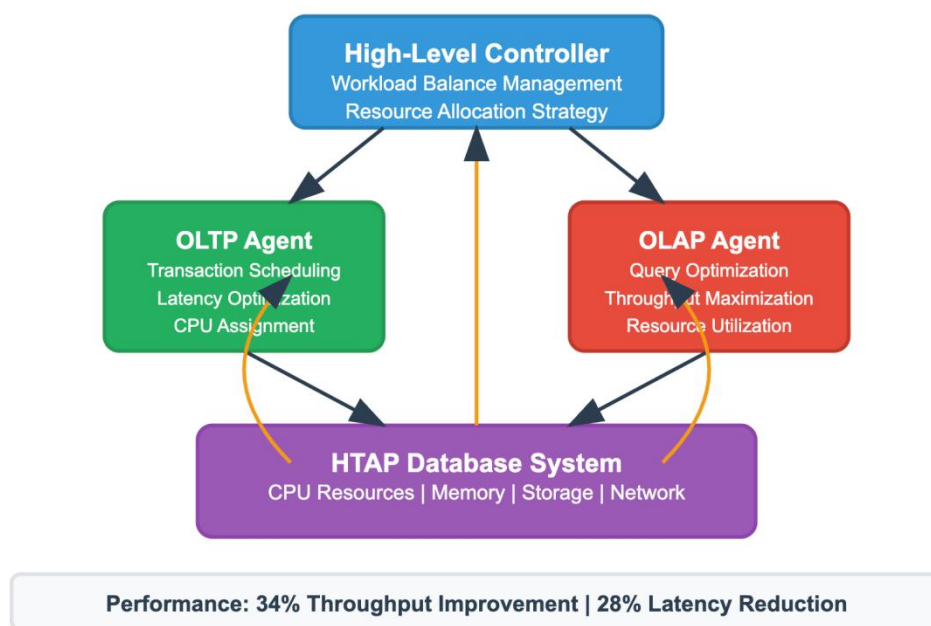 High-Level Controller
Workload Balance Management
Resource Allocation Strategy
OLTP Agent
Transaction Scheduling
Latency Optimization
CPU Assignment
OLAP Agent
Query Optimization
Throughput Maximization
Resource Utilization
HTAP Database System
CPU Resources | Memory | Storage | Network
Performance: 34% Throughput Improvement | 28% Latency Reduction